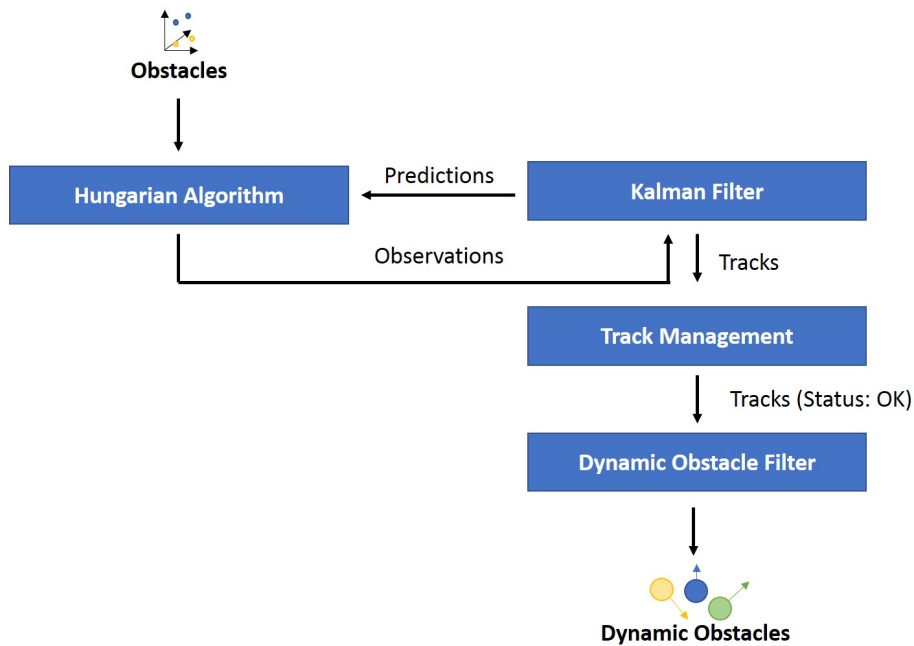 Obstacles
Hungarian Algorithm
Predictions
Kalman Filter
Observations
Tracks
Track Management
Tracks (Status: OK)
Dynamic Obstacle Filter
Dynamic Obstacles